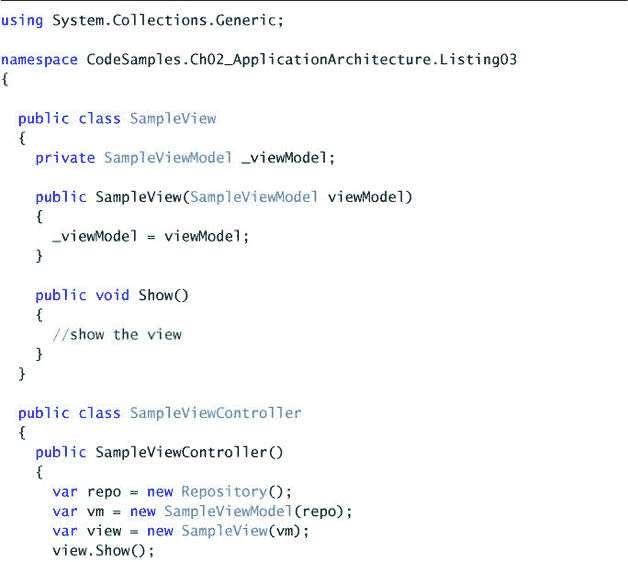 using System.Collections.Generic;
namespace CodeSamples.Ch02_ApplicationArchitecture.Listing03
{
public class SampleView
{
private SampleViewModel _viewModel;
public SampleView(SampleViewModel viewModel)
{
_viewModel = viewModel;
}
public void Show()
{
//show the view
}
}
public class SampleViewController
{
public SampleViewController()
{
var repo = new Repository();
var vm = new SampleViewModel(repo);
var view = new SampleView(vm);
view.Show();